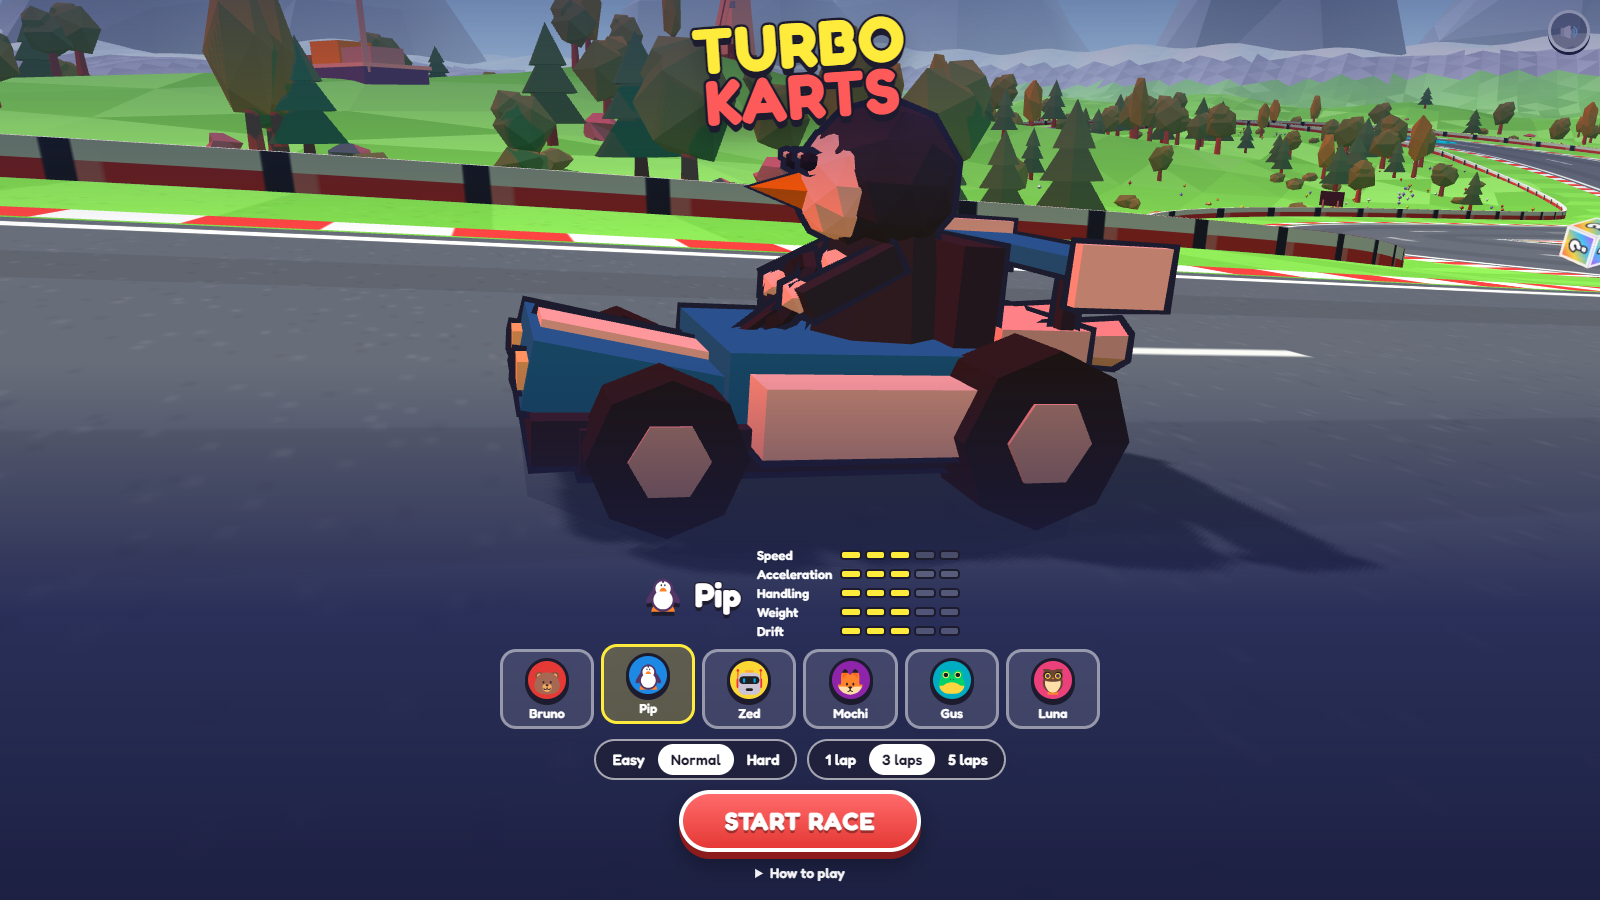 TURBO
KARTS
Pip
Speed
Acceleration
Handling
Weight
Drift
Bruno
Pip
Zed
Mochi
Gus
Luna
Easy Normal Hard
1 lap 3 laps 5 laps
START RACE
How to play